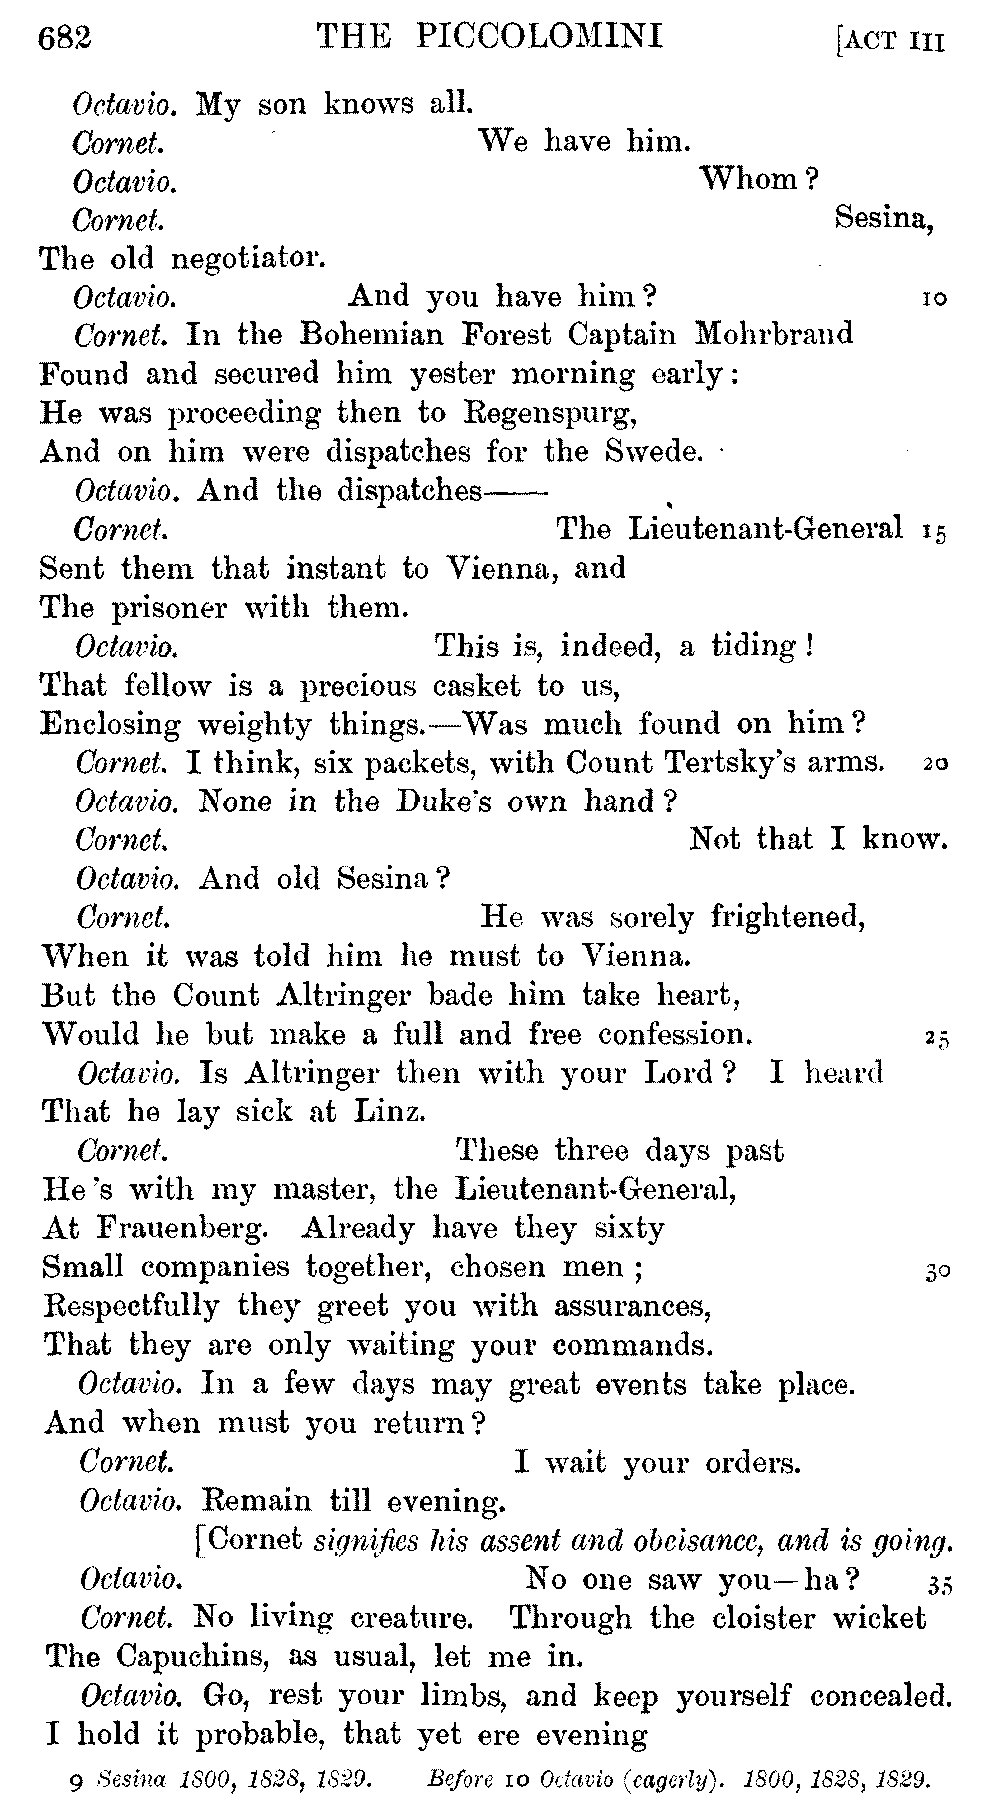 682 THE PICCOLOMINI [ACT III
Octavio. My son knows all.
Cornet. We have him.
Octavio. Whom?
Cornet. Sesina,
The old negotiator.
Octavio. And you have him? 10
Cornet. In the Bohemian Forest Captain Mohrbrand
Found and secured him yester morning early:
He was proceeding then to Regenspurg,
And on him were dispatches for the Swede.
Octavio. And the dispatches——
Cornet. The Lieutenant-General 15
Sent them that instant to Vienna, and
The prisoner with them.
Octavio. This is, indeed, a tiding!
That fellow is a precious casket to us,
Enclosing weighty things.—Was much found on him?
Cornet. I think, six packets, with Count Tertsky's arms. 20
Octavio. None in the Duke's own hand?
Cornet. Not that I know.
Octavio. And old Sesina?
Cornet. He was sorely frightened,
When it was told him he must to Vienna.
But the Count Altringer bade him take heart,
Would he but make a full and free confession. 25
Octavio. Is Altringer then with your Lord? I heard
That he lay sick at Linz.
Cornet. These three days past
He's with my master, the Lieutenant-General,
At Frauenberg. Already have they sixty
Small companies together, chosen men; 30
Respectfully they greet you with assurances,
That they are only waiting your commands.
Octavio. In a few days may great events take place.
And when must you return?
Cornet. I wait your orders.
Octavio. Remain till evening.
[Cornet signifies his assent and obeisance, and is going.
Octavio. No one saw you—ha? 35
Cornet. No living creature. Through the cloister wicket
The Capuchins, as usual, let me in.
Octavio. Go, rest your limbs, and keep yourself concealed.
I hold it probable, that yet ere evening
9 Sesina 1800, 1828, 1829. Before 10 Octavio (eagerly). 1800, 1828, 1829.